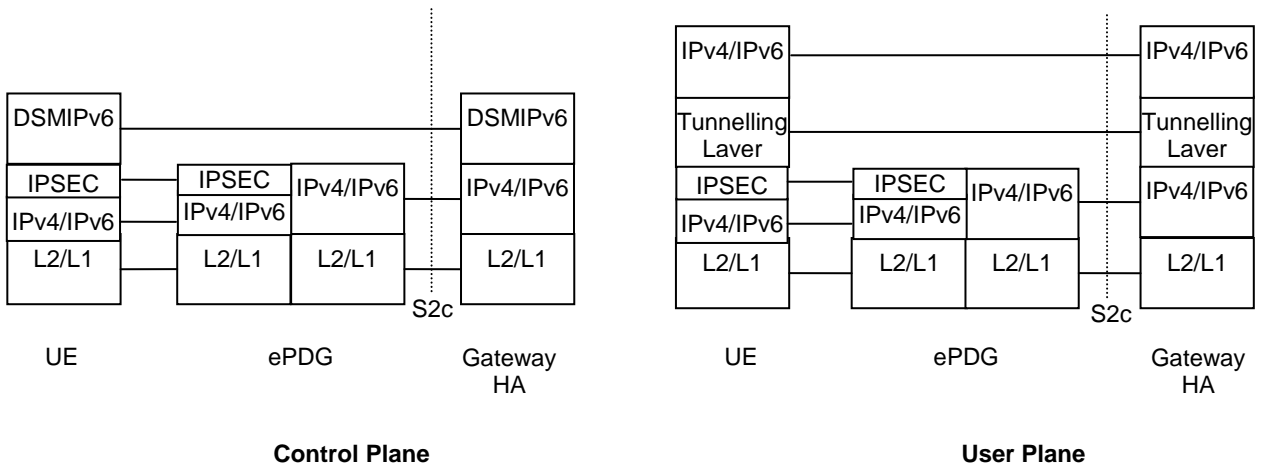 DSMIPv6
IPSEC
IPv4/IPv6
L2/L1
UE
IPSEC
IPv4/IPv6
L2/L1
IPv4/IPv6
L2/L1
ePDG
S2c
DSMIPv6
IPv4/IPv6
L2/L1
Gateway
HA
Control Plane
IPv4/IPv6
Tunnelling
Laver
IPSEC
IPv4/IPv6
L2/L1
UE
IPSEC
IPv4/IPv6
L2/L1
IPv4/IPv6
L2/L1
ePDG
S2c
IPv4/IPv6
Tunnelling
Laver
IPv4/IPv6
L2/L1
Gateway
HA
User Plane